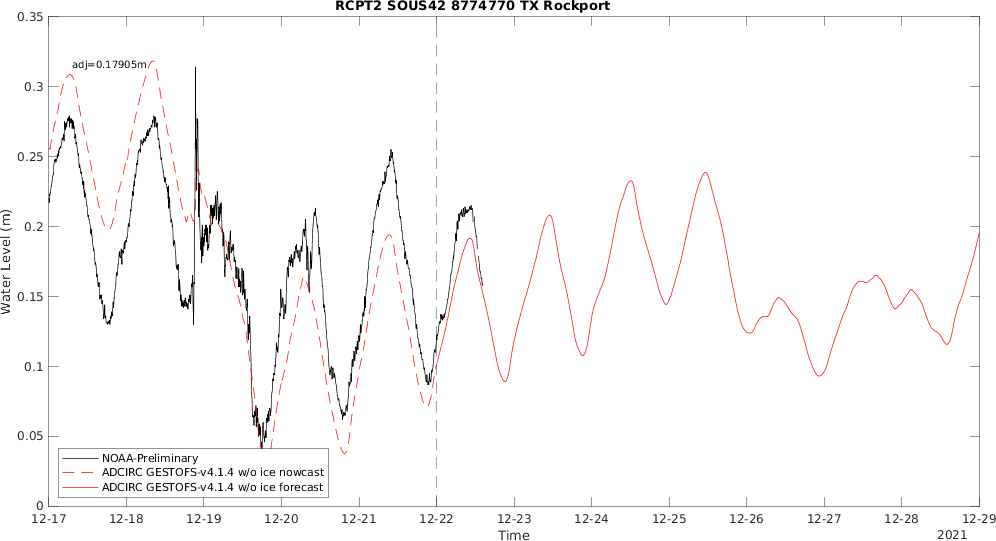 RCPT2 SOUS42 8774770 TX Rockport
adj=0.17905m
Water Level (m)
0.35
0.3
0.25
0.2
0.15
0.1
0.05
0
NOAA-Preliminary
ADCIRC GESTOFS-v4.1.4 w/o ice nowcast
ADCIRC GESTOFS-v4.1.4 w/o ice forecast
12-17 12-18 12-19 12-20 12-21 12-22 12-23 12-24 12-25 12-26 12-27 12-28 12-29
Time
2021